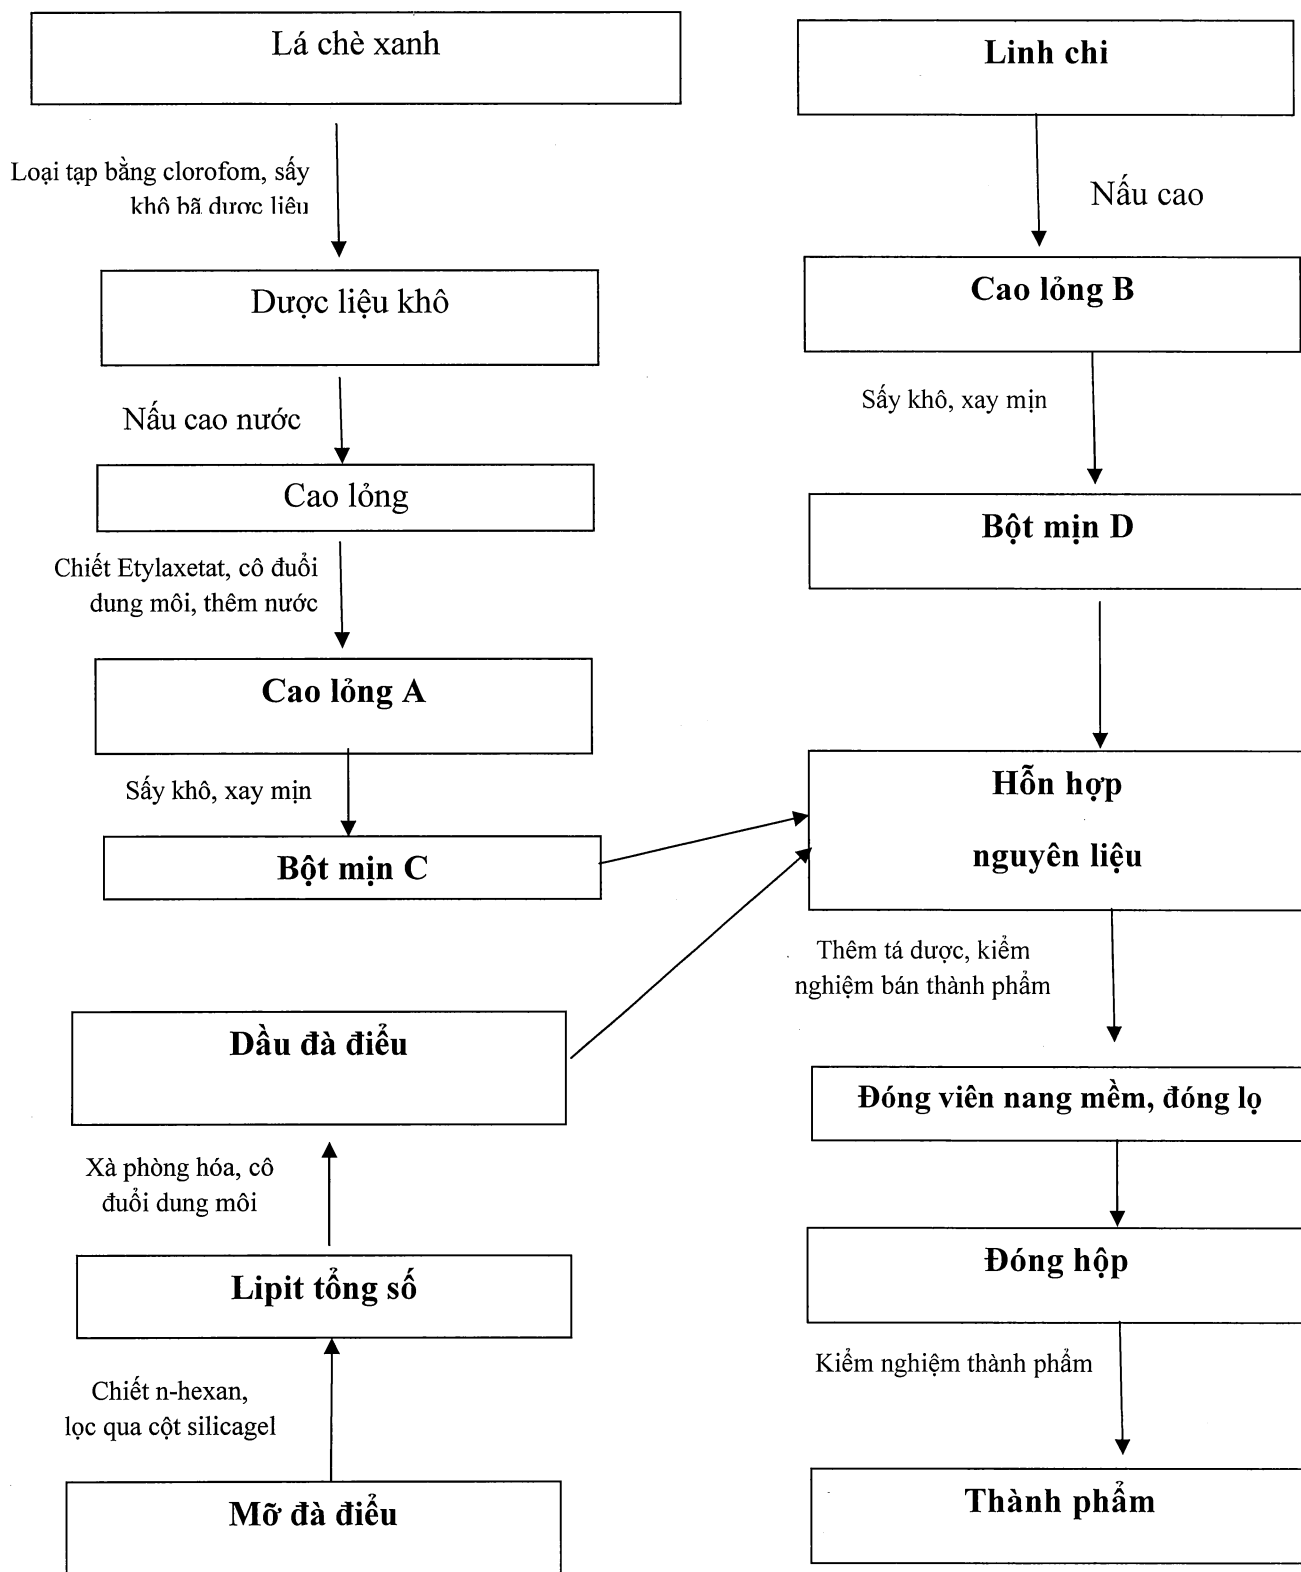 Lá chè xanh
Loại tạp bằng clorofom, sấy
khô bã dược liệu
Dược liệu khô
Nấu cao nước
Cao lỏng
Chiết Etylaxetat, cô đuổi
dung môi, thêm nước
Cao lỏng A
Sấy khô, xay mịn
Bột mịn C
Dầu đà điểu
Xà phòng hóa, cô
đuổi dung môi
Lipit tổng số
Chiết n-hexan,
lọc qua cột silicagel
Mỡ đà điểu
Linh chi
Nấu cao
Cao lỏng B
Sấy khô, xay mịn
Bột mịn D
Hỗn hợp
nguyên liệu
Thêm tá dược, kiểm
nghiệm bán thành phẩm
Đóng viên nang mềm, đóng lọ
Đóng hộp
Kiểm nghiệm thành phẩm
Thành phẩm